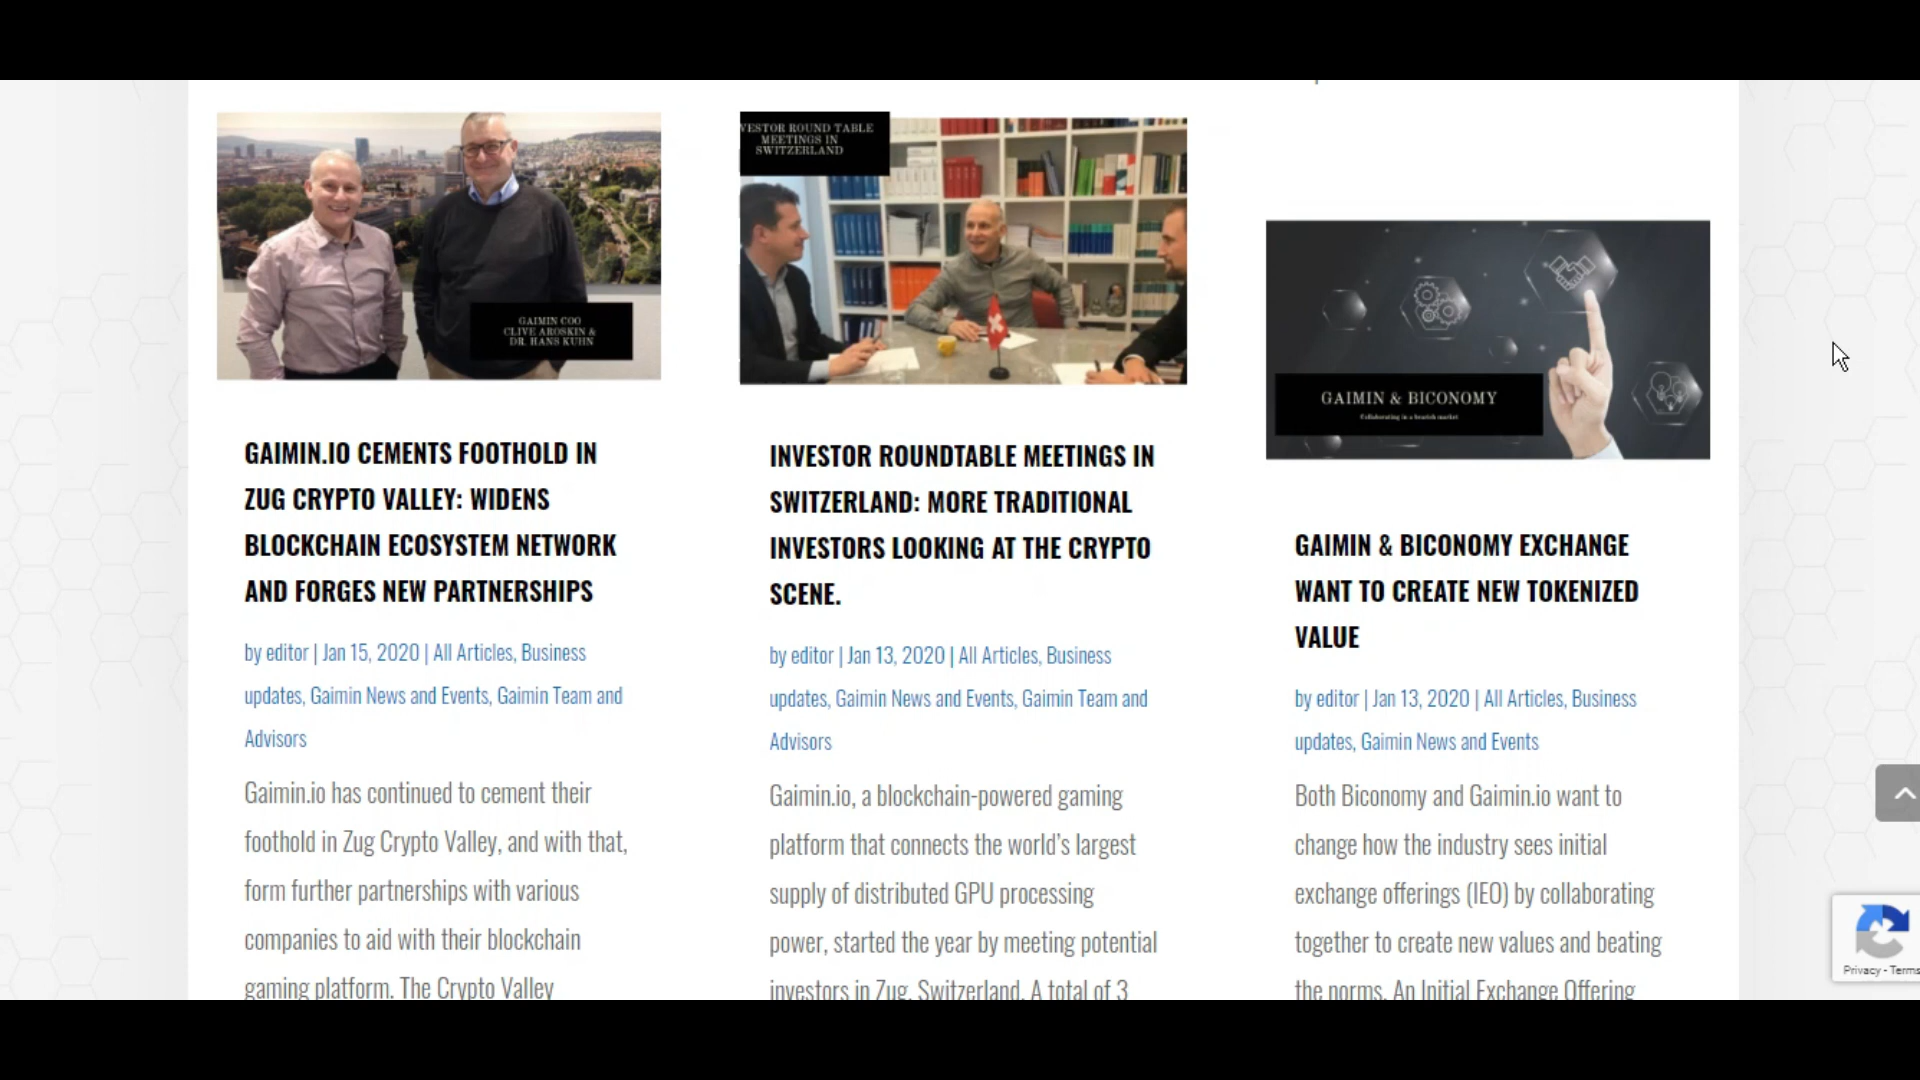 GAIMIN COO
CLIVE AROSKIN &
DR. HANS KUHN
GAIMIN.IO CEMENTS FOOTHOLD IN
ZUG CRYPTO VALLEY: WIDENS
BLOCKCHAIN ECOSYSTEM NETWORK
AND FORGES NEW PARTNERSHIPS
by editor | Jan 15, 2020 | All Articles, Business
updates, Gaimin News and Events, Gaimin Team and
Advisors
Gaimin.io has continued to cement their
foothold in Zug Crypto Valley, and with that,
form further partnerships with various
companies to aid with their blockchain
gaming platform. The Crypto Valley
VESTOR ROUND TABLE
MEETINGS IN
SWITZERLAND
INVESTOR ROUNDTABLE MEETINGS IN
SWITZERLAND: MORE TRADITIONAL
INVESTORS LOOKING AT THE CRYPTO
SCENE.
by editor | Jan 13, 2020 | All Articles, Business
updates, Gaimin News and Events, Gaimin Team and
Advisors
Gaimin.io, a blockchain-powered gaming
platform that connects the world's largest
supply of distributed GPU processing
power, started the year by meeting potential
investors in Zug, Switzerland. A total of 3
GAIMIN & BICONOMY
Collaborating in a bearish market
GAIMIN & BICONOMY EXCHANGE
WANT TO CREATE NEW TOKENIZED
VALUE
by editor | Jan 13, 2020 | All Articles, Business
updates, Gaimin News and Events
Both Biconomy and Gaimin.io want to
change how the industry sees initial
exchange offerings (IEO) by collaborating
together to create new values and beating
the norms. An Initial Exchange Offering
Privacy - Terms